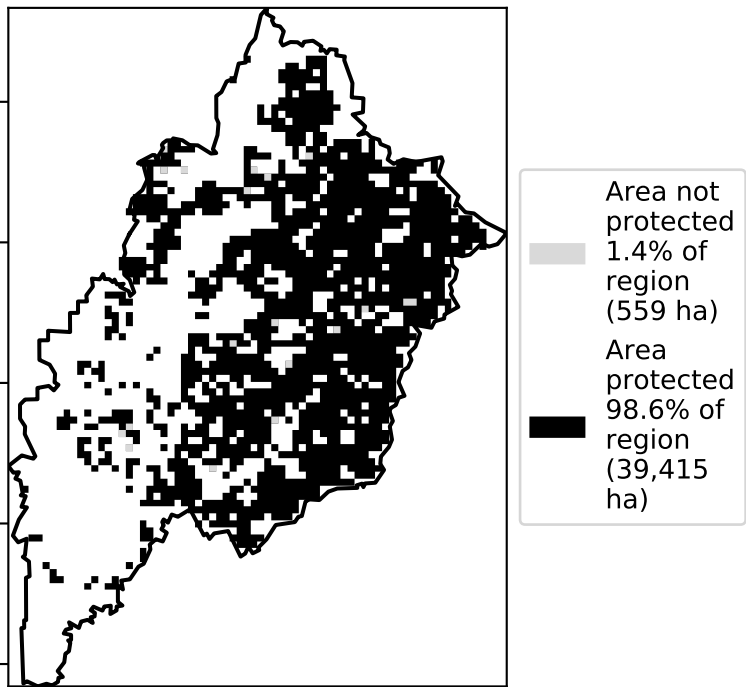 Area not
protected
1.4% of
region
(559 ha)
Area
protected
98.6% of
region
(39,415
ha)